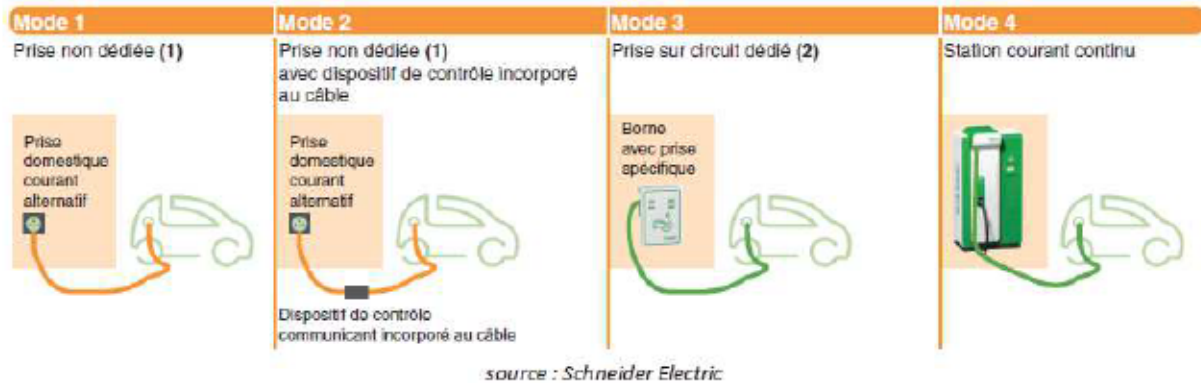 Mode 1
Prise non dédiée (1)
Prise
domestique
courant
alternatif
Mode 2
Prise non dédiée (1)
avec dispositif de contrôle incorporé
au câble
Prise
domestique
courant
alternatif
Dispositif de contrôle
communicant incorporé au câble
Mode 3
Prise sur circuit dédié (2)
Borne
avec prise
spécifique
Mode 4
Station courant continu
source : Schneider Electric